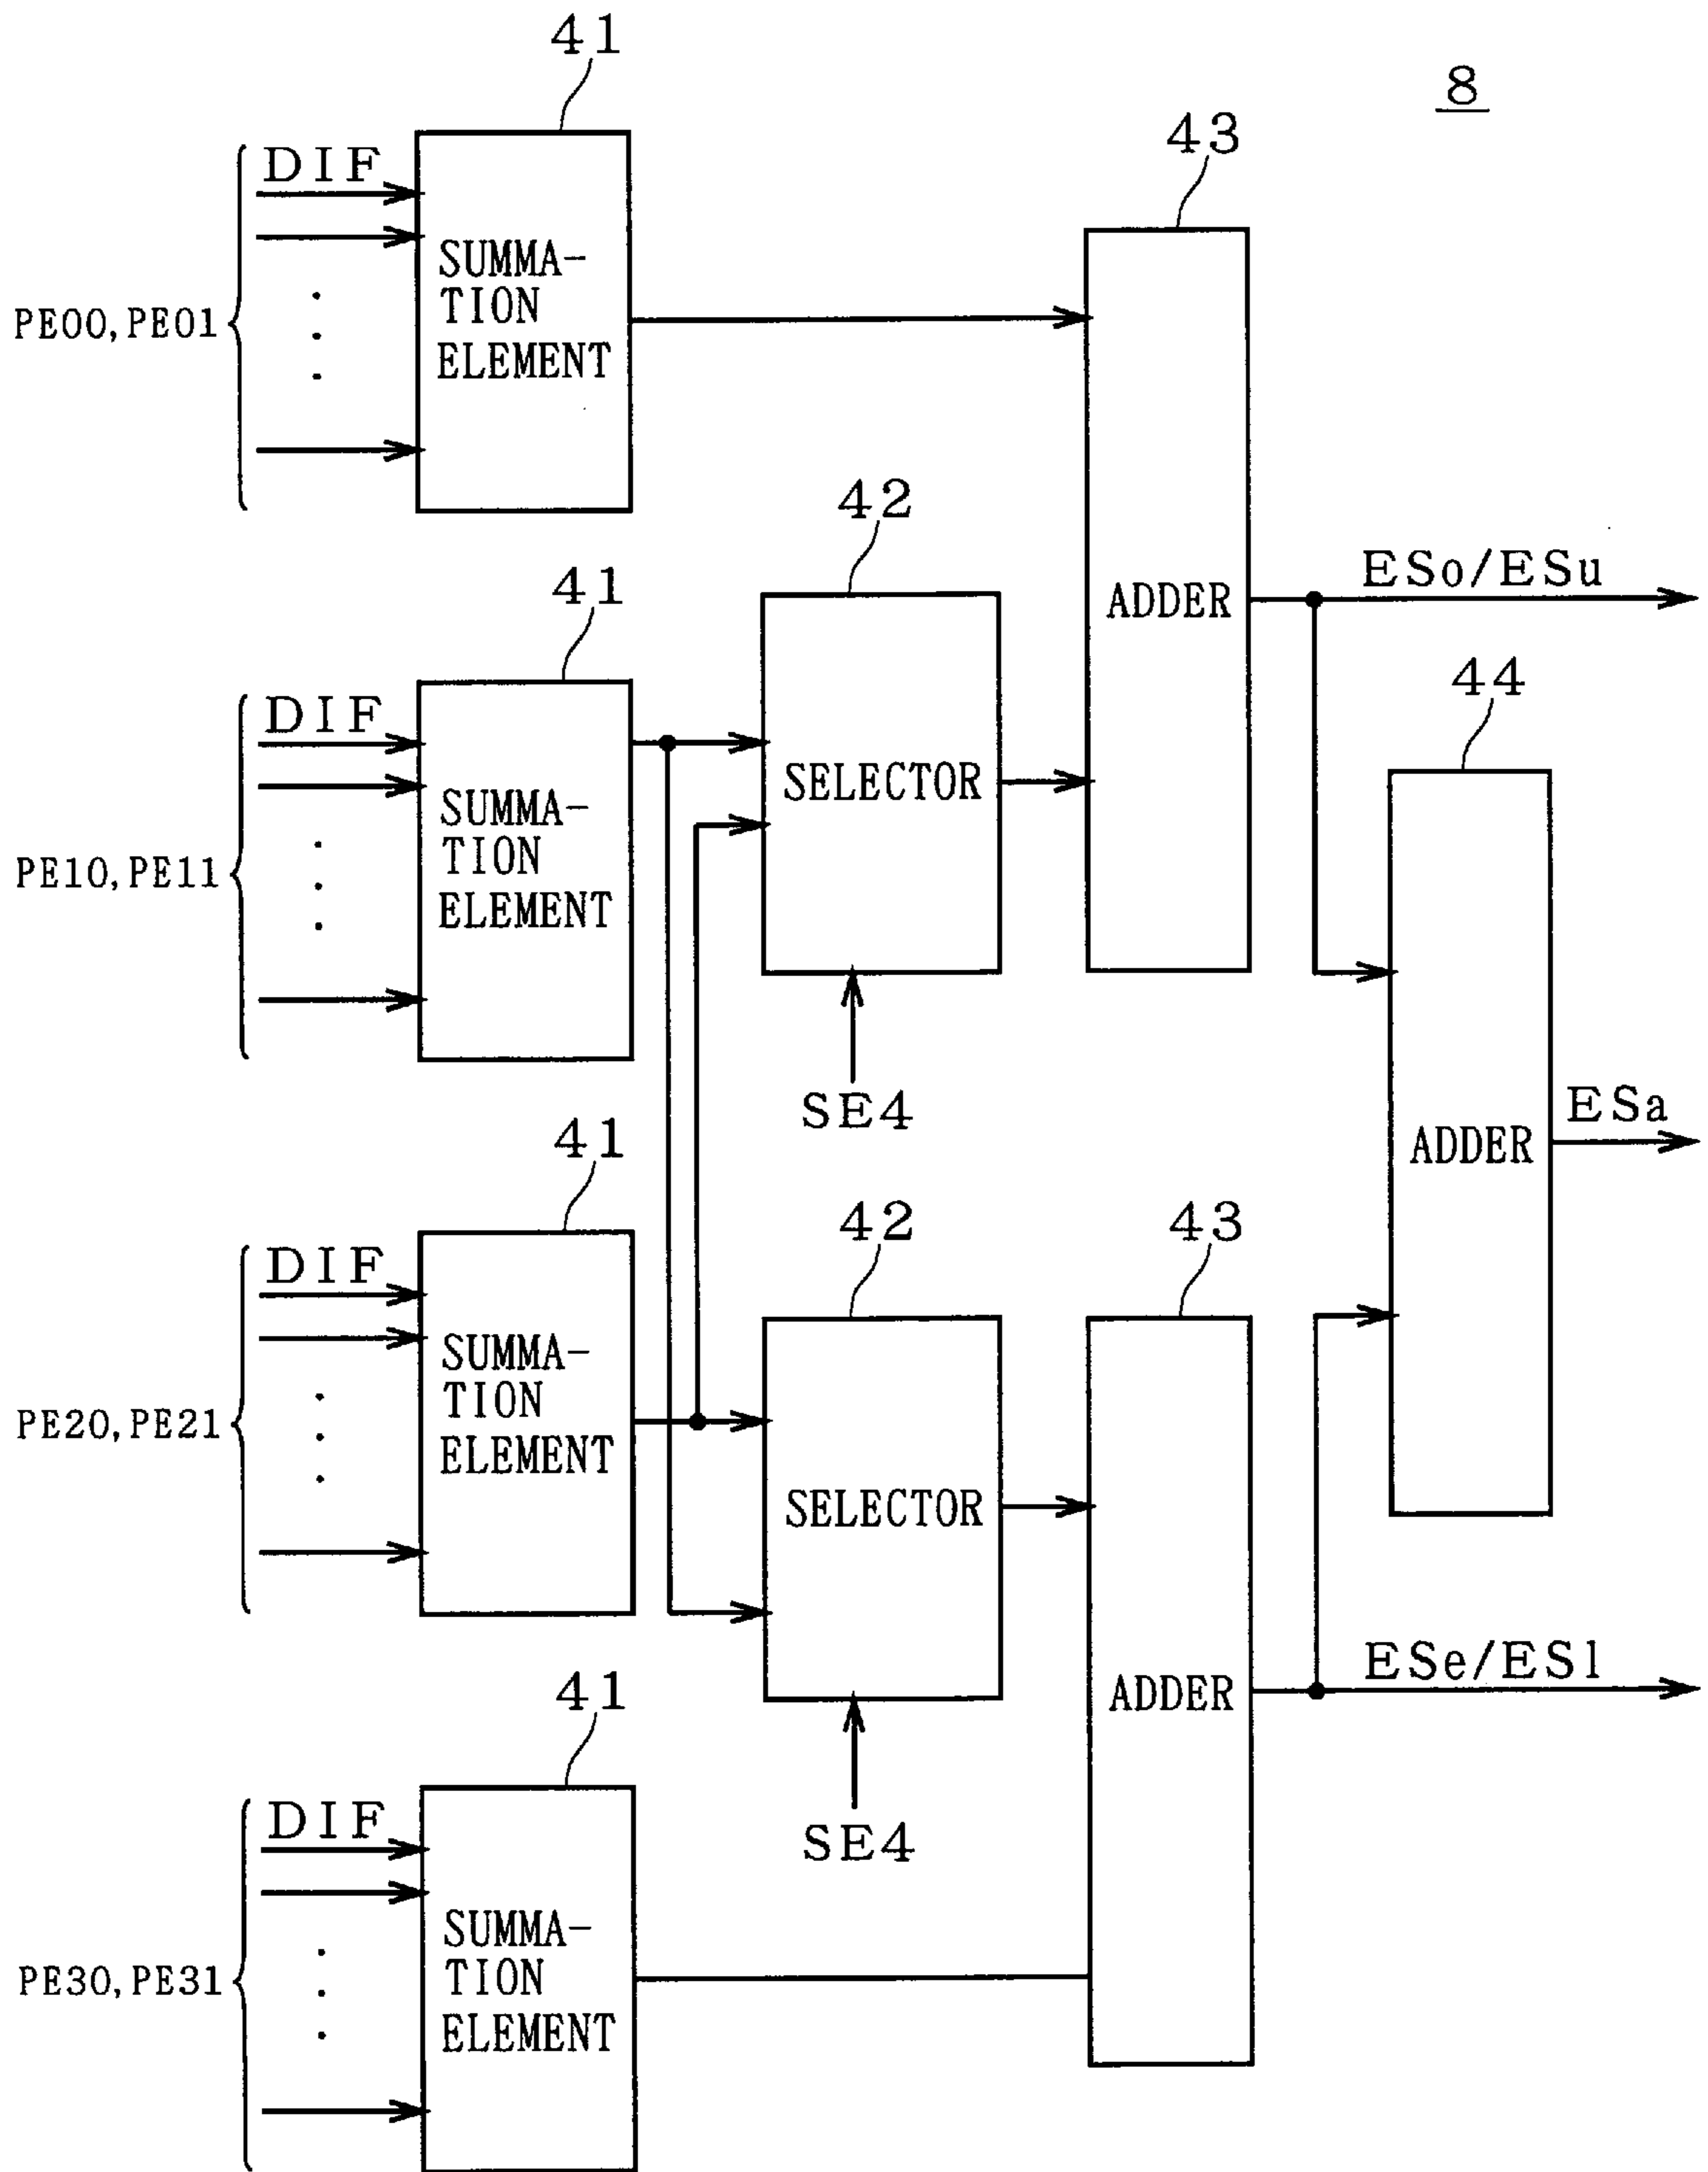 41
8
43
DIF
SUMMA-
TION
ELEMENT
PE00, PE01
42
ESo/ESu
41
ADDER
44
DIF
SELECTOR
SUMMA-
TION
ELEMENT
PE10, PE11
SE4
ESa
41
ADDER
42
43
DIF
SUMMA-
TION
ELEMENT
PE20, PE21
SELECTOR
ESe/ESl
41
ADDER
DIF
SE4
SUMMA-
TION
ELEMENT
PE30, PE31